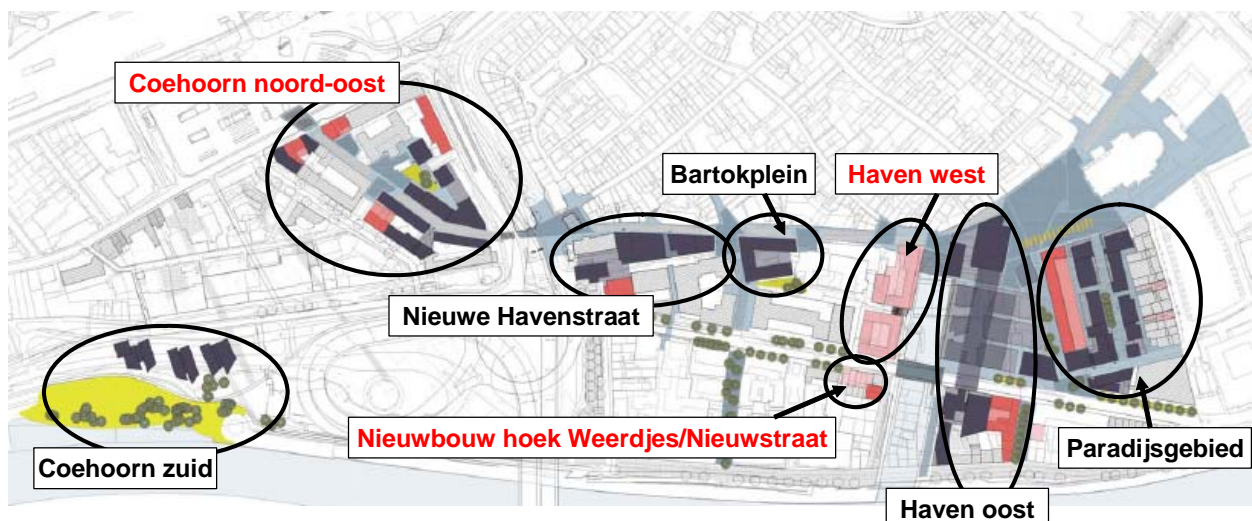 Coehoorn noord-oost
Bartokplein
Haven west
Nieuwe Havenstraat
Nieuwbouw hoek Weerdjes/Nieuwstraat
Paradijsgebied
Coehoorn zuid
Haven oost